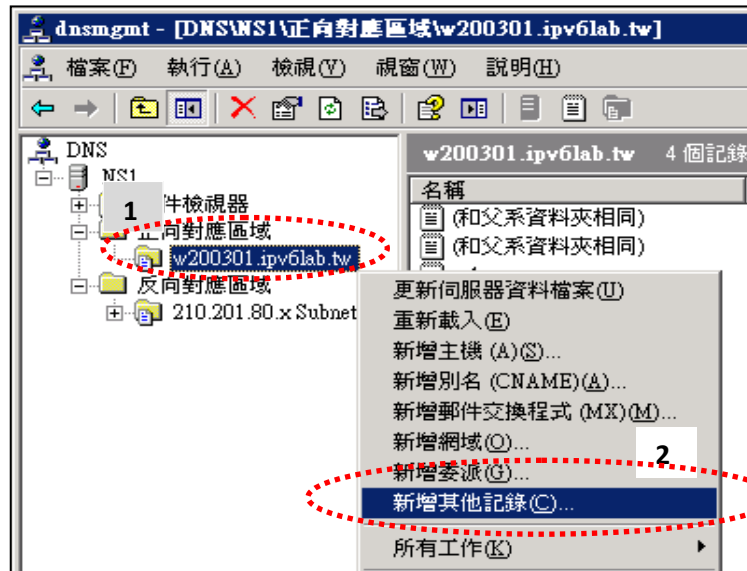 dnsmgmt - [DNS\NS1\正向對應區域\w200301.ipv6lab.tw]
檔案(F) 執行(A) 檢視(V) 視窗(W) 說明(H)
DNS
NS1
1
件檢視器
正向對應區域
w200301.ipv6lab.tw
反向對應區域
210.201.80.x Subnet
w200301.ipv6lab.tw 4 個記錄
名稱
(和父系資料夾相同)
(和父系資料夾相同)
更新伺服器資料檔案(U)
重新載入(E)
新增主機 (A)(S)...
新增別名 (CNAME)(A)...
新增郵件交換程式 (MX)(M)...
新增網域(O)...
2
新增委派(G)...
新增其他記錄(C)...
所有工作(K)